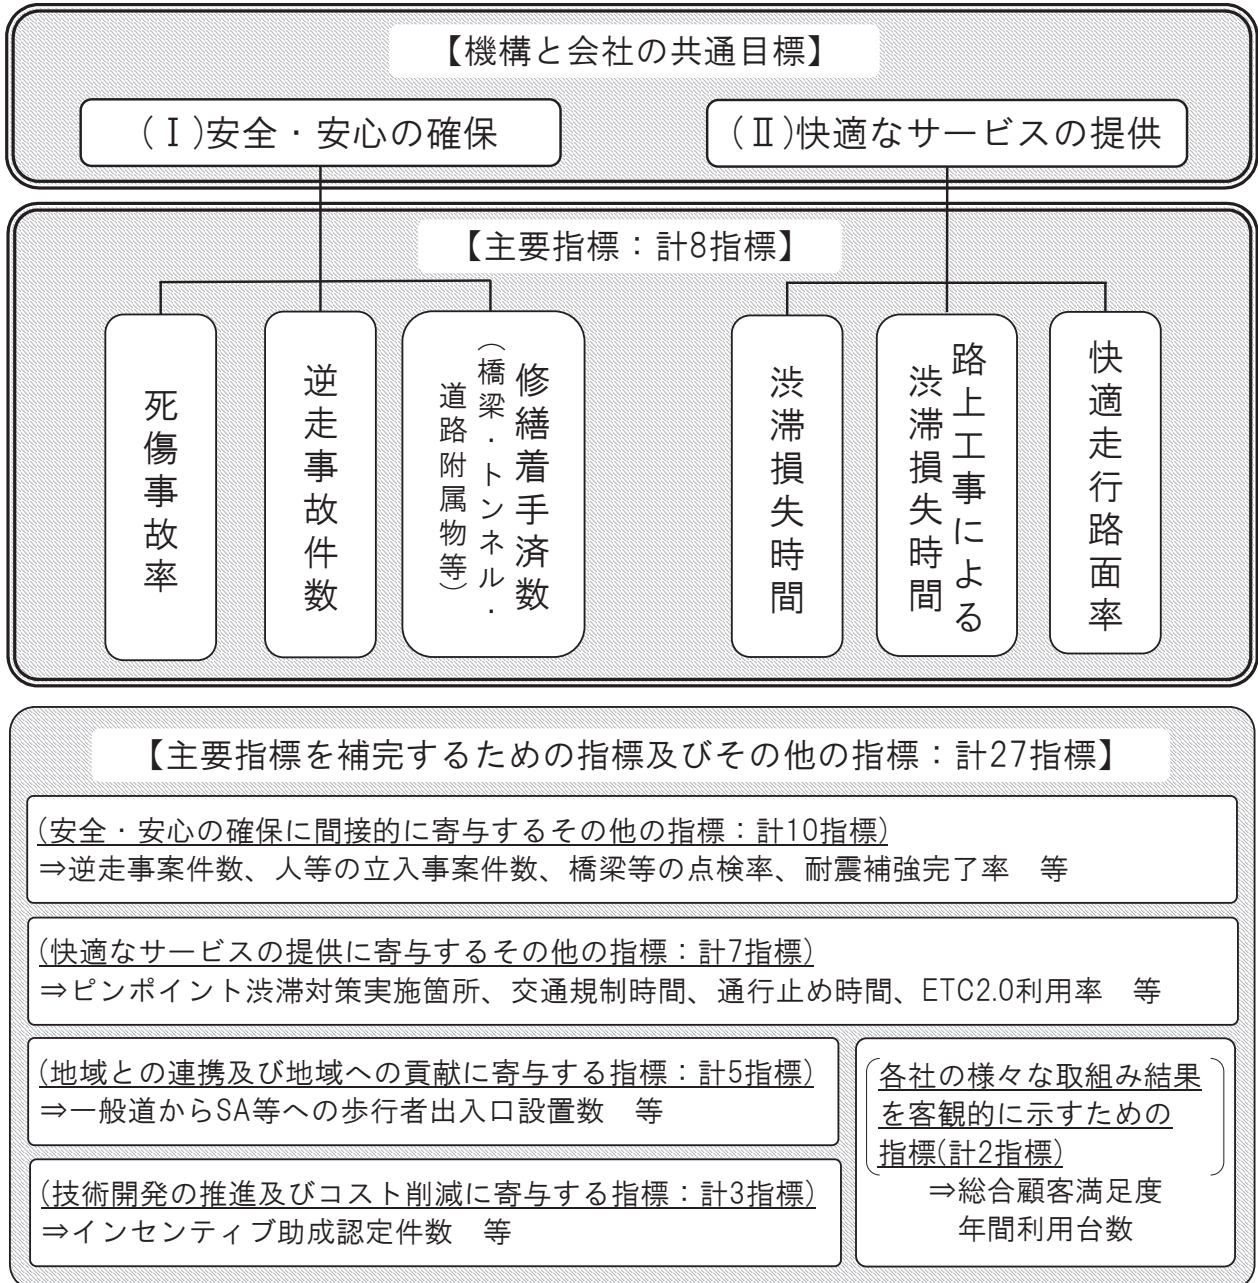 【機構と会社の共通目標】
(Ⅰ)安全・安心の確保
(Ⅱ)快適なサービスの提供
【主要指標：計8指標】
死傷事故率
逆走事故件数
修繕着手済数
(橋梁・トンネル・
道路附属物等)
渋滞損失時間
路上工事による
渋滞損失時間
快適走行路面率
【主要指標を補完するための指標及びその他の指標：計27指標】
(安全・安心の確保に間接的に寄与するその他の指標：計10指標)
⇒逆走事案件数、人等の立入事案件数、橋梁等の点検率、耐震補強完了率　等
(快適なサービスの提供に寄与するその他の指標：計7指標)
⇒ピンポイント渋滞対策実施箇所、交通規制時間、通行止め時間、ETC2.0利用率　等
(地域との連携及び地域への貢献に寄与する指標：計5指標)
⇒一般道からSA等への歩行者出入口設置数　等
(技術開発の推進及びコスト削減に寄与する指標：計3指標)
⇒インセンティブ助成認定件数　等
各社の様々な取組み結果
を客観的に示すための
指標(計2指標)
⇒総合顧客満足度
年間利用台数